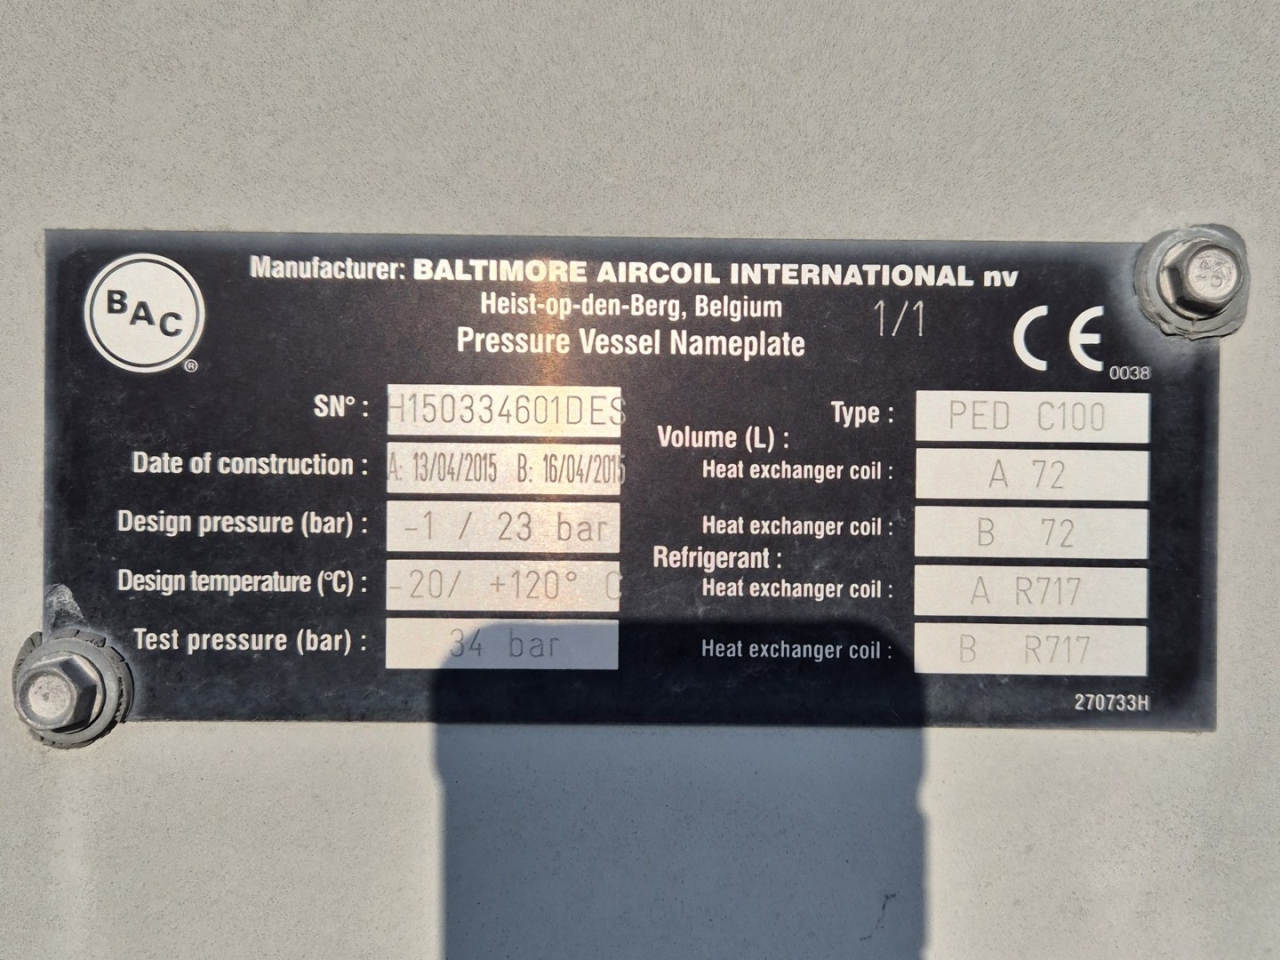 BAC ®
Manufacturer: BALTIMORE AIRCOIL INTERNATIONAL nv
Heist-op-den-Berg, Belgium
1/1
Pressure Vessel Nameplate
CE 0038
SN° : H150334601DES
Date of construction : A: 13/04/2015 B: 16/04/2015
Design pressure (bar) : -1 / 23 bar
Design temperature (°C) : -20/ +120° C
Test pressure (bar) : 34 bar
Type : PED C100
Volume (L) :
Heat exchanger coil : A 72
Heat exchanger coil : B 72
Refrigerant :
Heat exchanger coil : A R717
Heat exchanger coil : B R717
270733H